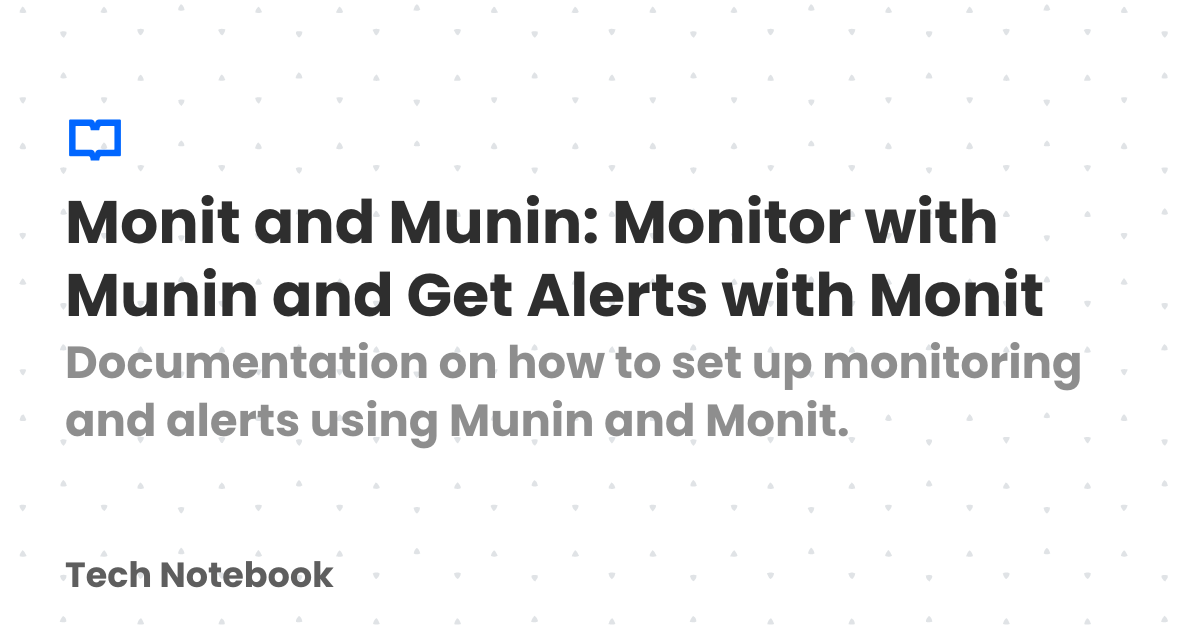 Monit and Munin: Monitor with
Munin and Get Alerts with Monit
Documentation on how to set up monitoring
and alerts using Munin and Monit.
Tech Notebook